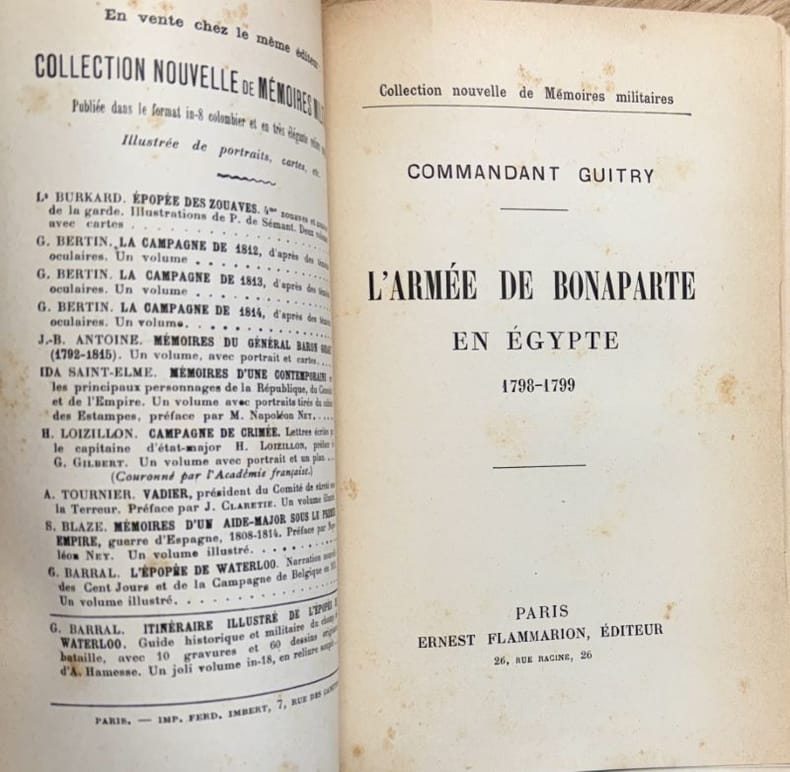 En vente chez le même éditeur
COLLECTION NOUVELLE DE MÉMOIRES
Publiée dans le format in-8 colombier et en très élégante
Illustrée de portraits, cartes, etc.
Lt BURKARD. ÉPOPÉE DES ZOUAVES. 4me zouaves et
de la garde. Illustrations de P. de Sémant. Deux
avec cartes
G. BERTIN. LA CAMPAGNE DE 1812, d'après des
oculaires. Un volume
G. BERTIN. LA CAMPAGNE DE 1813, d'après des
oculaires. Un volume
G. BERTIN. LA CAMPAGNE DE 1814, d'après des
oculaires. Un volume.
J.-B. ANTOINE. MÉMOIRES DU GÉNÉRAL BARON
(1792-1815). Un volume, avec portrait et cartes.
IDA SAINT-ELME. MÉMOIRES D'UNE CONTEMPORAINE
les principaux personnages de la République, du
et de l'Empire. Un volume avec portraits tirés du
des Estampes, préface par M. Napoléon NEY.
H. LOIZILLON. CAMPAGNE DE CRIMÉE. Lettres
le capitaine d'état-major H. LOIZILLON,
G. GILBERT. Un volume avec portrait et un plan
(Couronné par l'Académie française.)
A. TOURNIER. VADIER, président du Comité de
la Terreur. Préface par J. CLARETIE. Un volume
S. BLAZE. MÉMOIRES D'UN AIDE-MAJOR SOUS LE
EMPIRE, guerre d'Espagne, 1808-1814. Préface par
léon NEY. Un volume illustré.
G. BARRAL. L'ÉPOPÉE DE WATERLOO. Narration
des Cent Jours et de la Campagne de Belgique en
Un volume illustré.
G. BARRAL. ITINÉRAIRE ILLUSTRÉ DE L'ÉPOPÉE
WATERLOO. Guide historique et militaire du champ
bataille, avec 10 gravures et 60 dessins
d'A. Hamesse. Un joli volume in-18, en reliure
PARIS. — IMP. FERD. IMBERT, 7, RUE DES
Collection nouvelle de Mémoires militaires
COMMANDANT GUITRY
L'ARMÉE DE BONAPARTE
EN ÉGYPTE
1798-1799
PARIS
ERNEST FLAMMARION, ÉDITEUR
26, RUE RACINE, 26